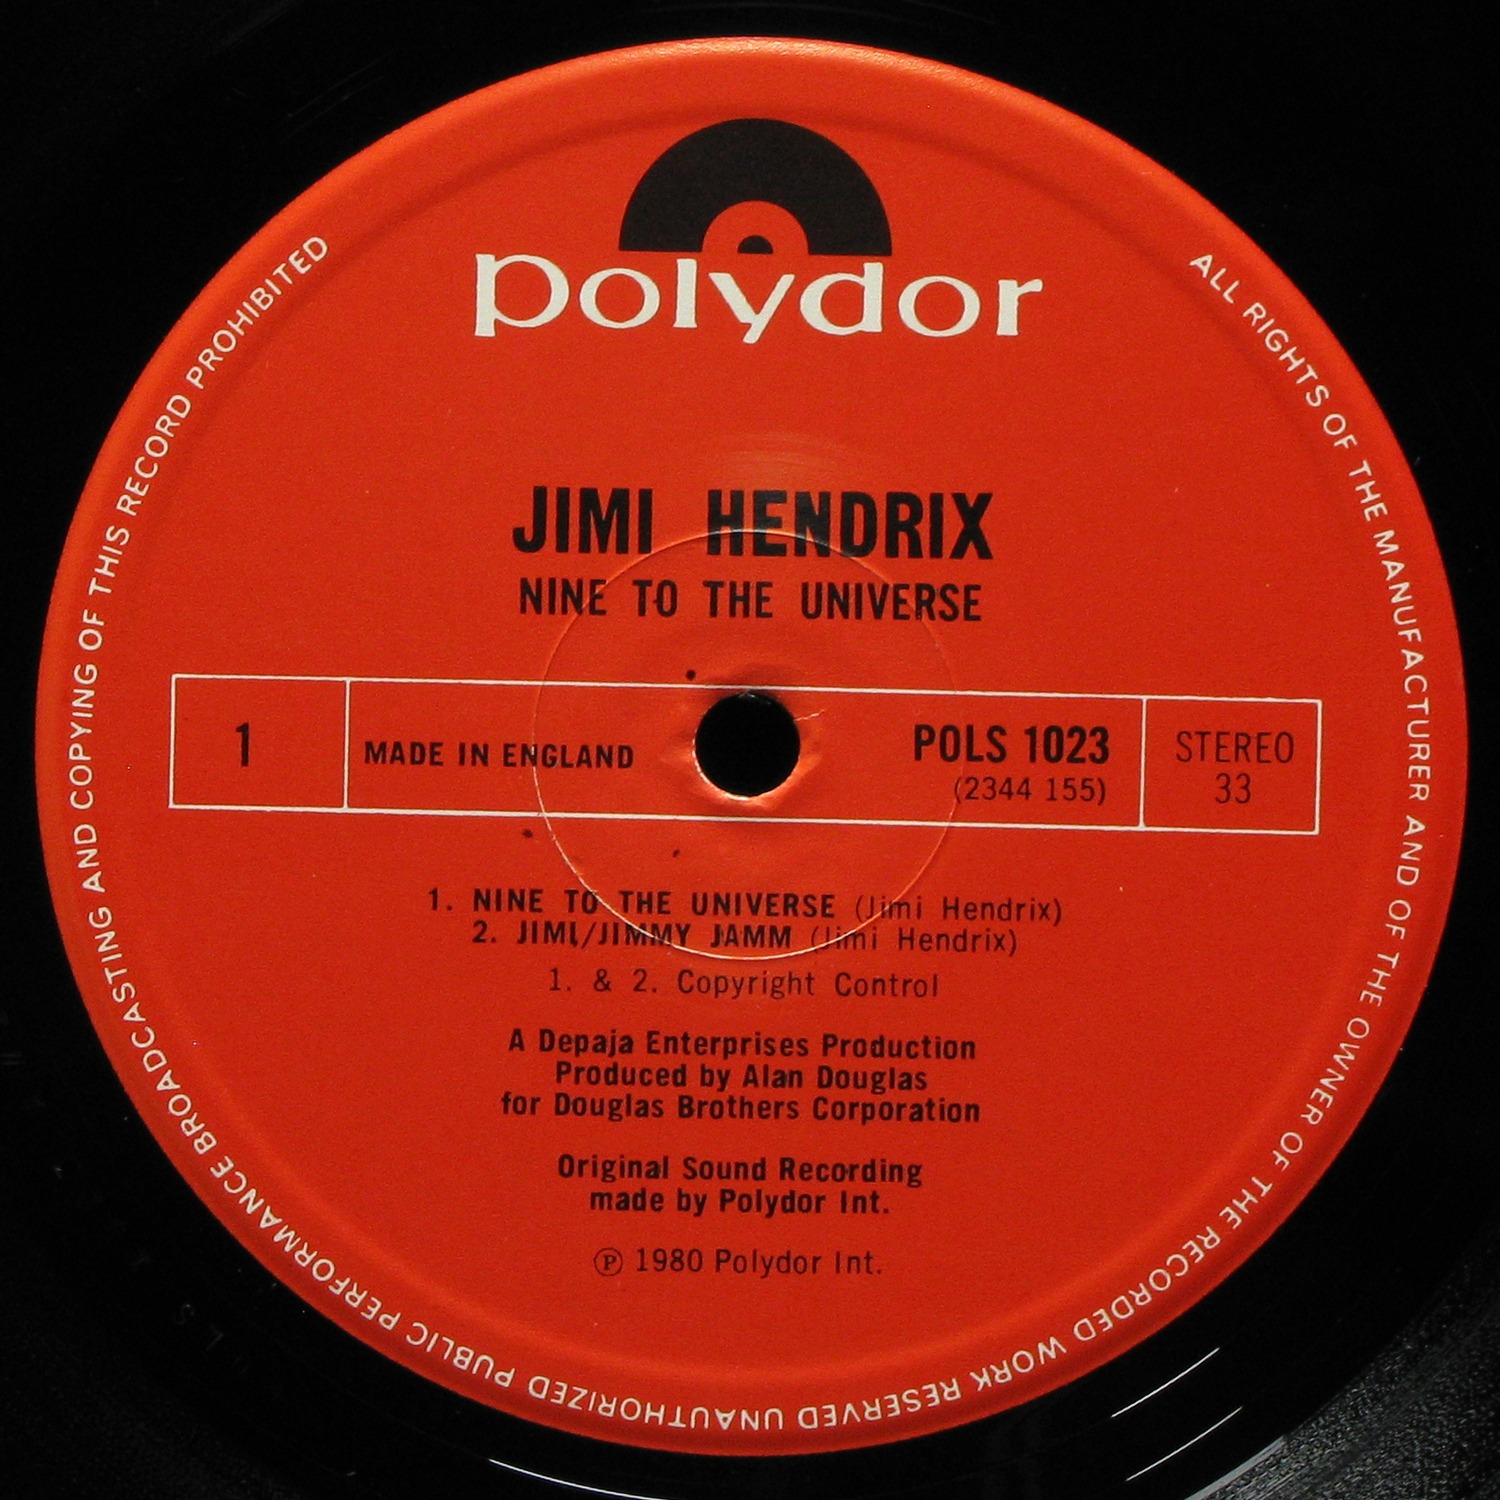 polydor
JIMI HENDRIX
NINE TO THE UNIVERSE
1
MADE IN ENGLAND
POLS 1023
(2344 155)
STEREO
33
1. NINE TO THE UNIVERSE (Jimi Hendrix)
2. JIMI/JIMMY JAMM (Jimi Hendrix)
1. & 2. Copyright Control
A Depaja Enterprises Production
Produced by Alan Douglas
for Douglas Brothers Corporation
Original Sound Recording
made by Polydor Int.
℗ 1980 Polydor Int.
ALL RIGHTS OF THE MANUFACTURER AND OF THE OWNER OF THE RECORDED WORK RESERVED UNAUTHORIZED PUBLIC PERFORMANCE BROADCASTING AND COPYING OF THIS RECORD PROHIBITED